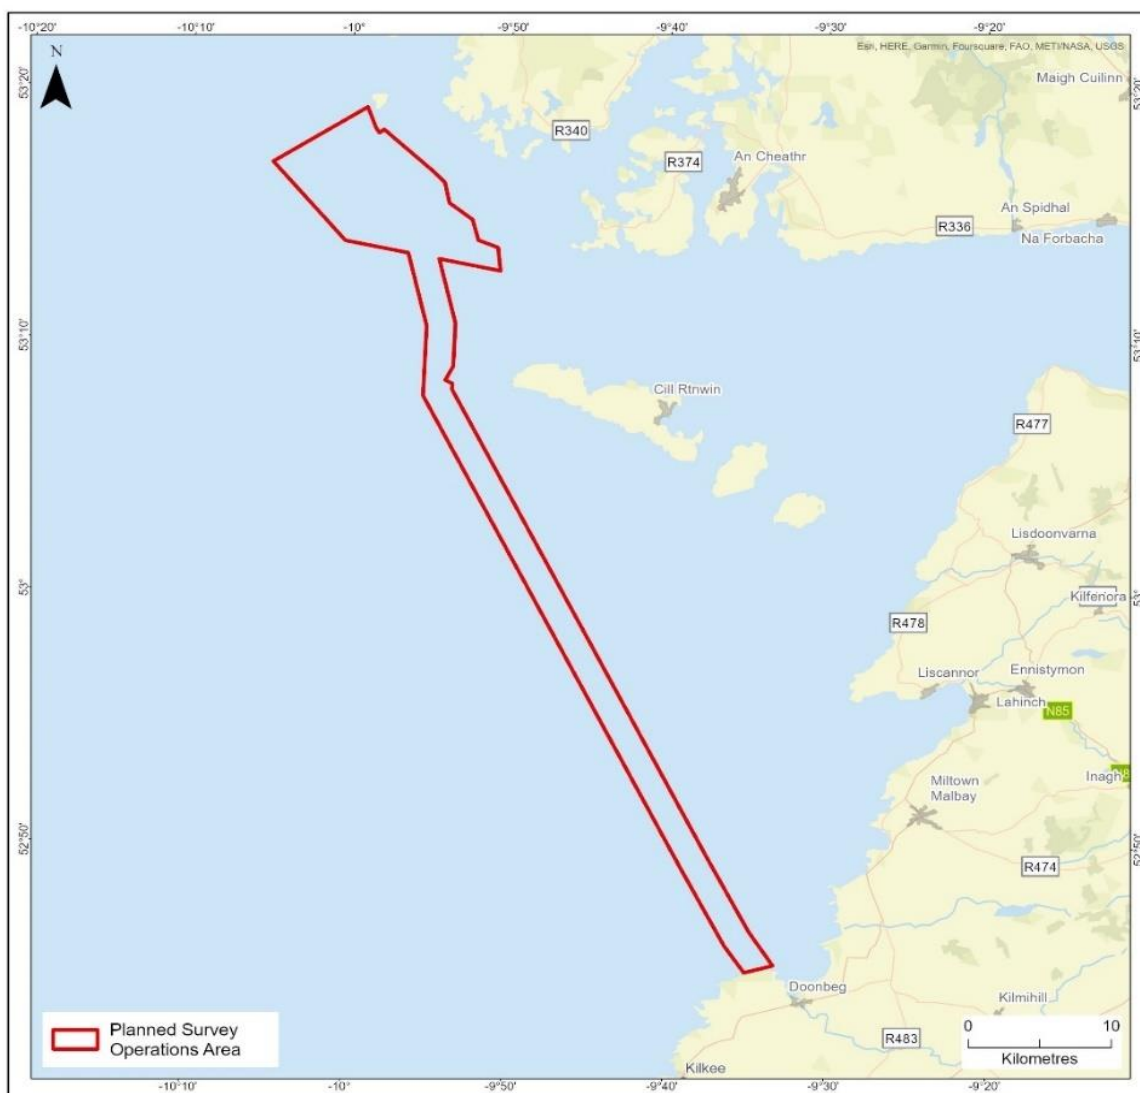 -10°20'
-10°10'
-10°
-9°50'
-9°40'
-9°30'
-9°20'
Esri, HERE, Garmin, Foursquare, FAO, METI/NASA, USGS
N
53°20'
53°20'
Maigh Cuilinn
R340
R374
An Cheathr
An Spidhal
R336
Na Forbacha
53°10'
53°10'
Cill Rtnwin
R477
Lisdoonvarna
53°
53°
Kilfenora
R478
Liscannor
Ennistymon
Lahinch
N85
Inagh
Miltown
Malbay
52°50'
52°50'
R474
Doonbeg
Kilmihill
R483
Kilkee
Planned Survey
Operations Area
0 10
Kilometres
-10°10'
-10°
-9°50'
-9°40'
-9°30'
-9°20'